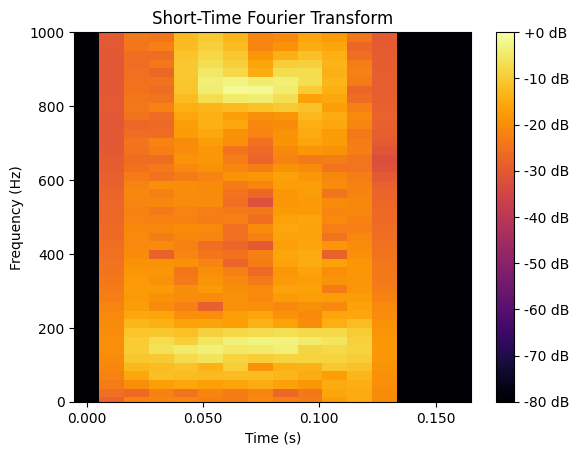 Short-Time Fourier Transform
Frequency (Hz)
1000
800
600
400
200
0
0.000
0.050
0.100
0.150
Time (s)
+0 dB
-10 dB
-20 dB
-30 dB
-40 dB
-50 dB
-60 dB
-70 dB
-80 dB